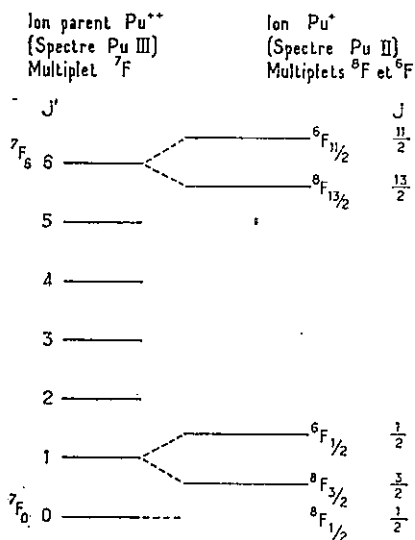 Ion parent Pu⁺⁺ Ion Pu⁺
(Spectre Pu III) (Spectre Pu II)
Multiplet ⁷F Multiplets ⁸F et ⁶F
J' J
⁶F₁₁/₂ 11/2
⁷F₆ 6
⁸F₁₃/₂ 13/2
5
4
3
2
⁶F₁/₂ 1/2
1
⁸F₃/₂ 3/2
⁷F₀ 0 ⁸F₁/₂ 1/2